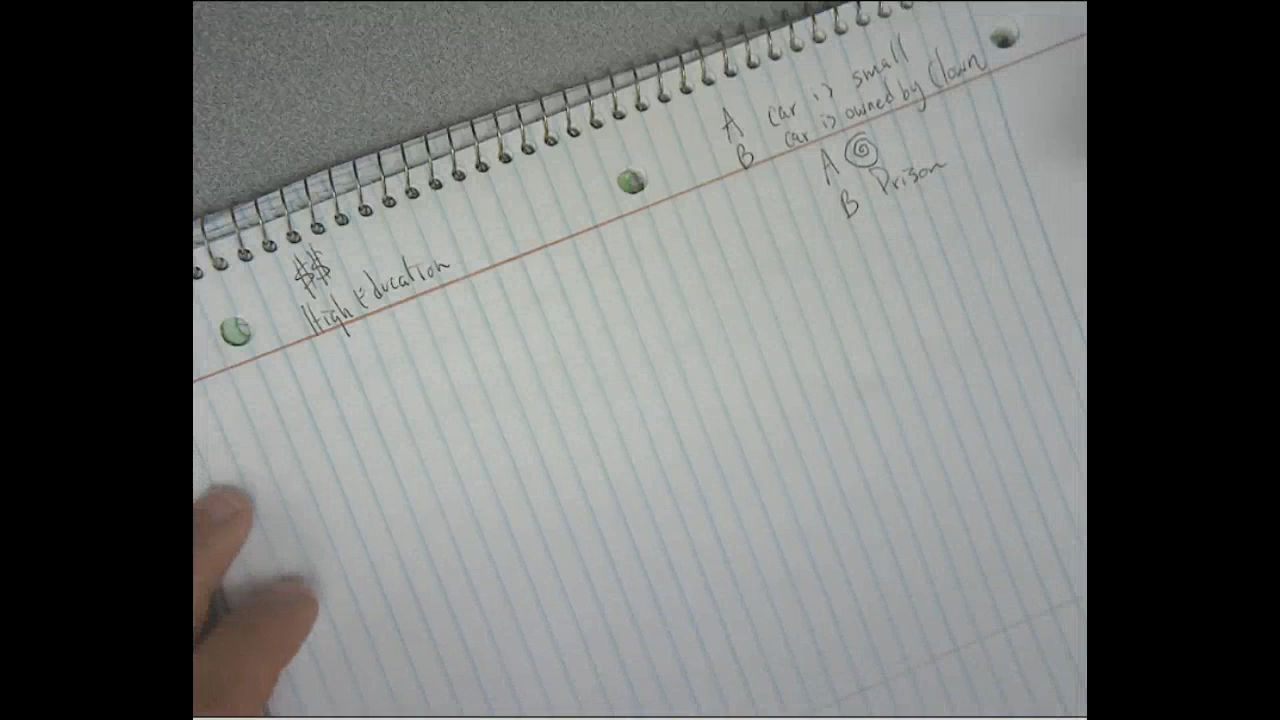 $$
High Education
A car is small
B car is owned by Clown
A
B Prison